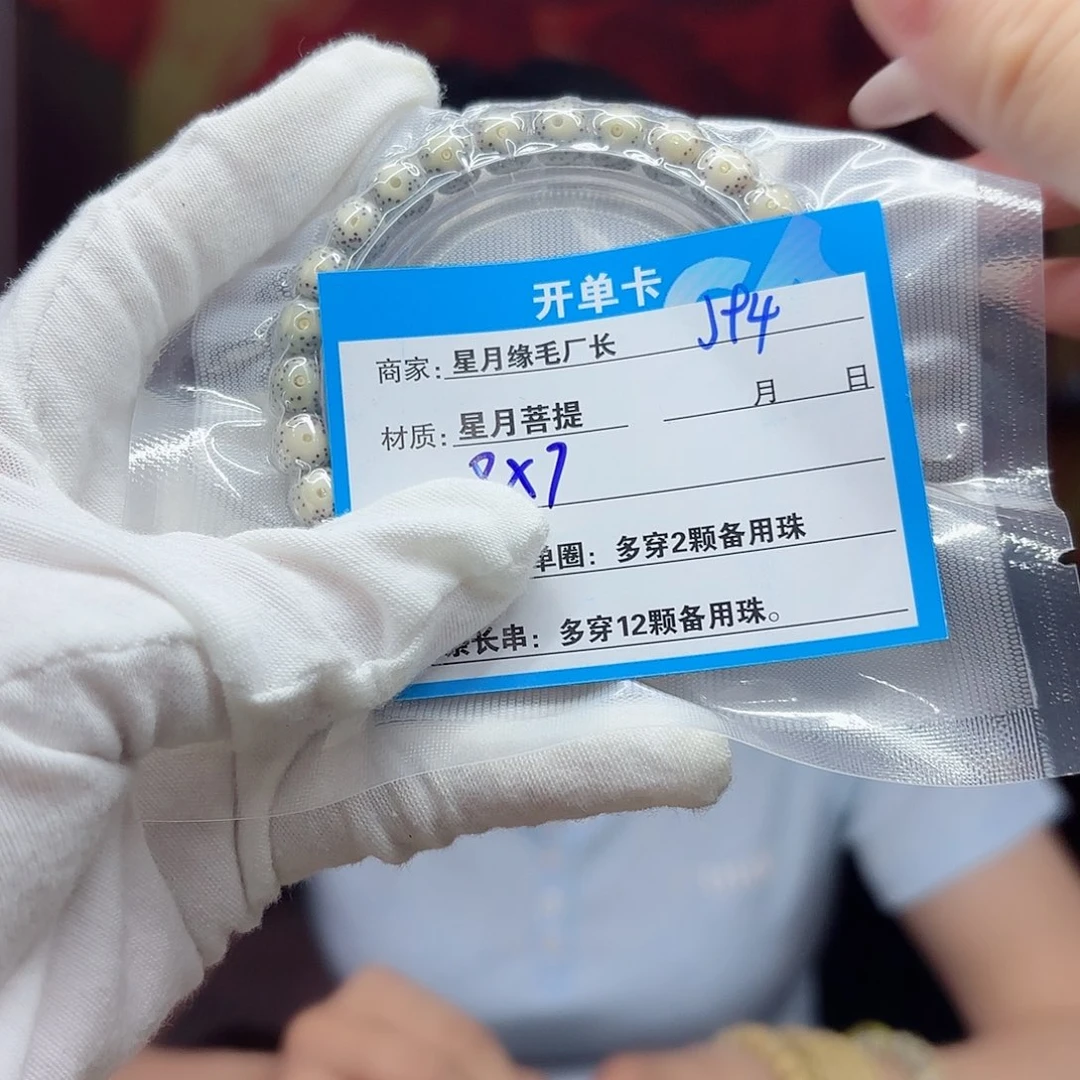 开单卡
商家：星月缘毛厂长 JP4
材质：星月菩提 月 日
8X7
单圈：多穿2颗备用珠
长串：多穿12颗备用珠。